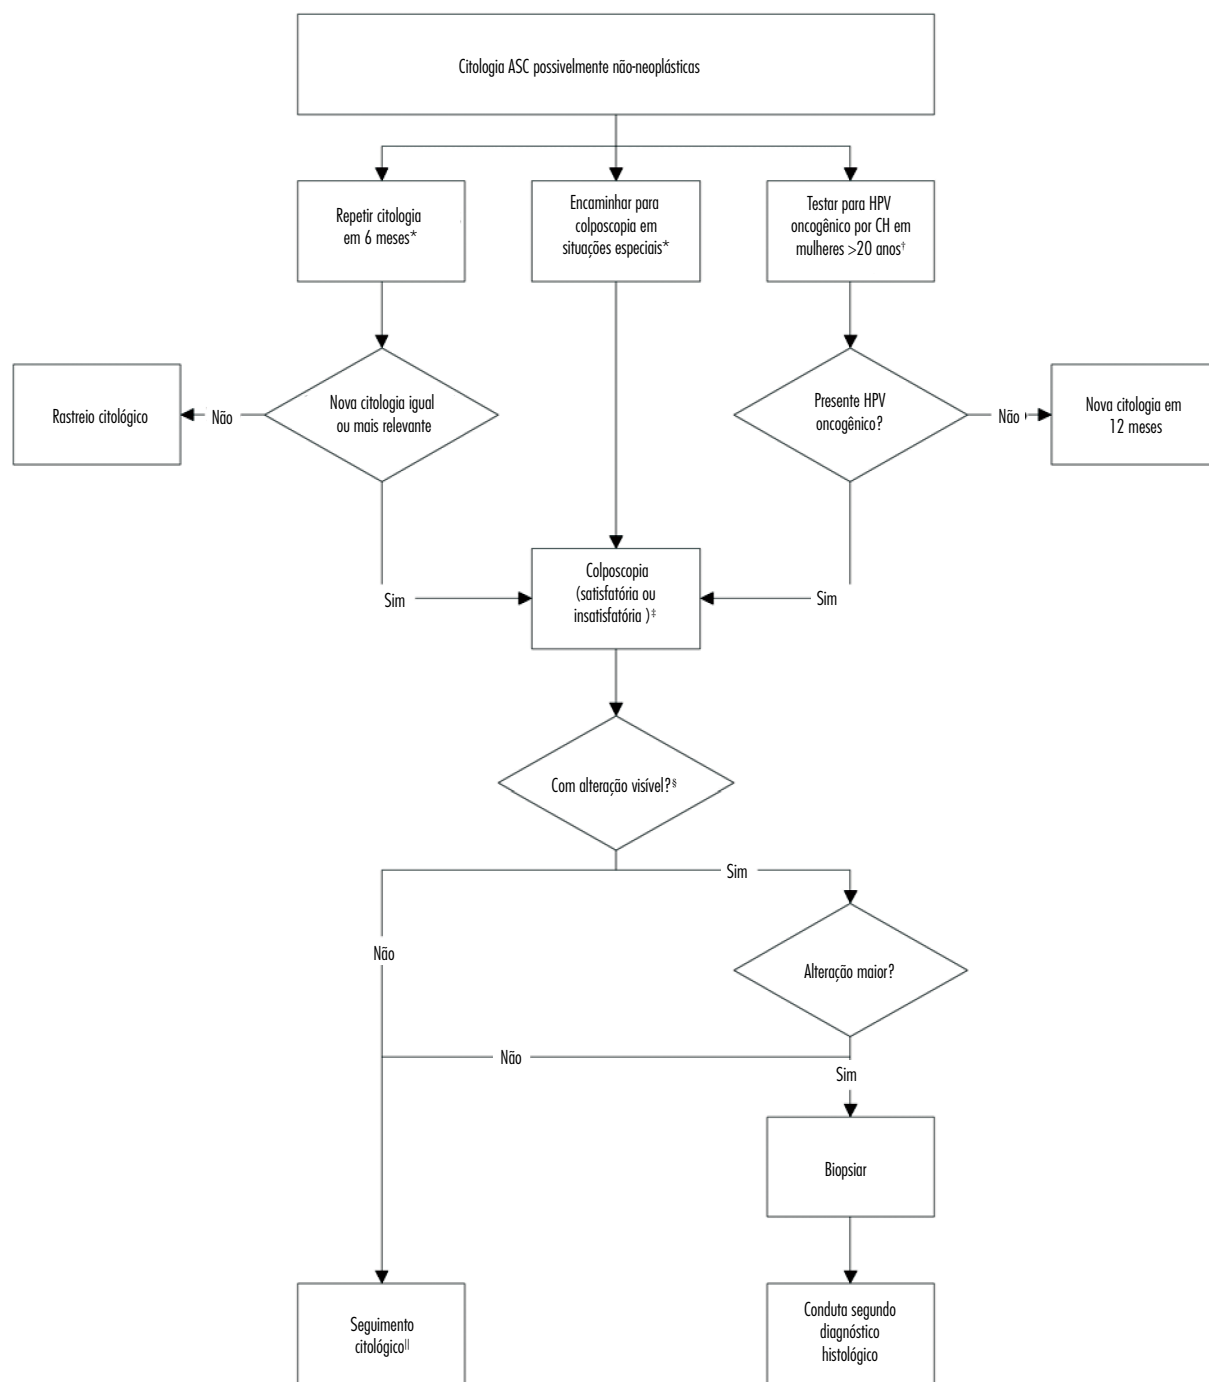 Citologia ASC possivelmente não-neoplásticas
Repetir citologia
em 6 meses*
Encaminhar para
colposcopia em
situações especiais*
Testar para HPV
oncogênico por CH em
mulheres >20 anos†
Rastreio citológico
Não
Nova citologia igual
ou mais relevante
Presente HPV
oncogênico?
Não
Nova citologia em
12 meses
Sim
Colposcopia
(satisfatória ou
insatisfatória )‡
Sim
Com alteração visível?§
Sim
Não
Alteração maior?
Não
Sim
Biopsiar
Seguimento
citológico||
Conduta segundo
diagnóstico
histológico